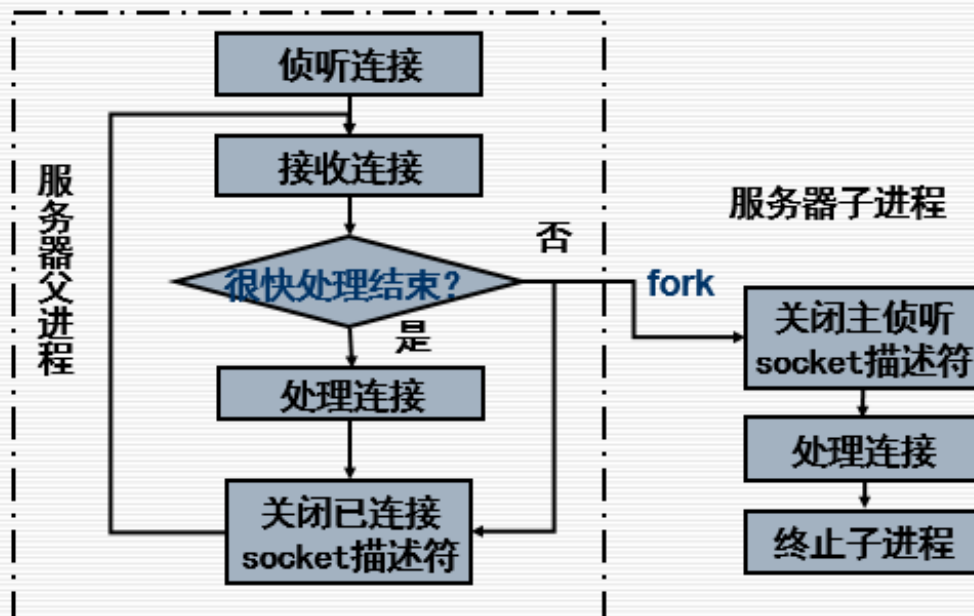 侦听连接
接收连接
服务器父进程
服务器子进程
否
很快处理结束？
fork
是
关闭主侦听
socket描述符
处理连接
处理连接
关闭已连接
socket描述符
终止子进程